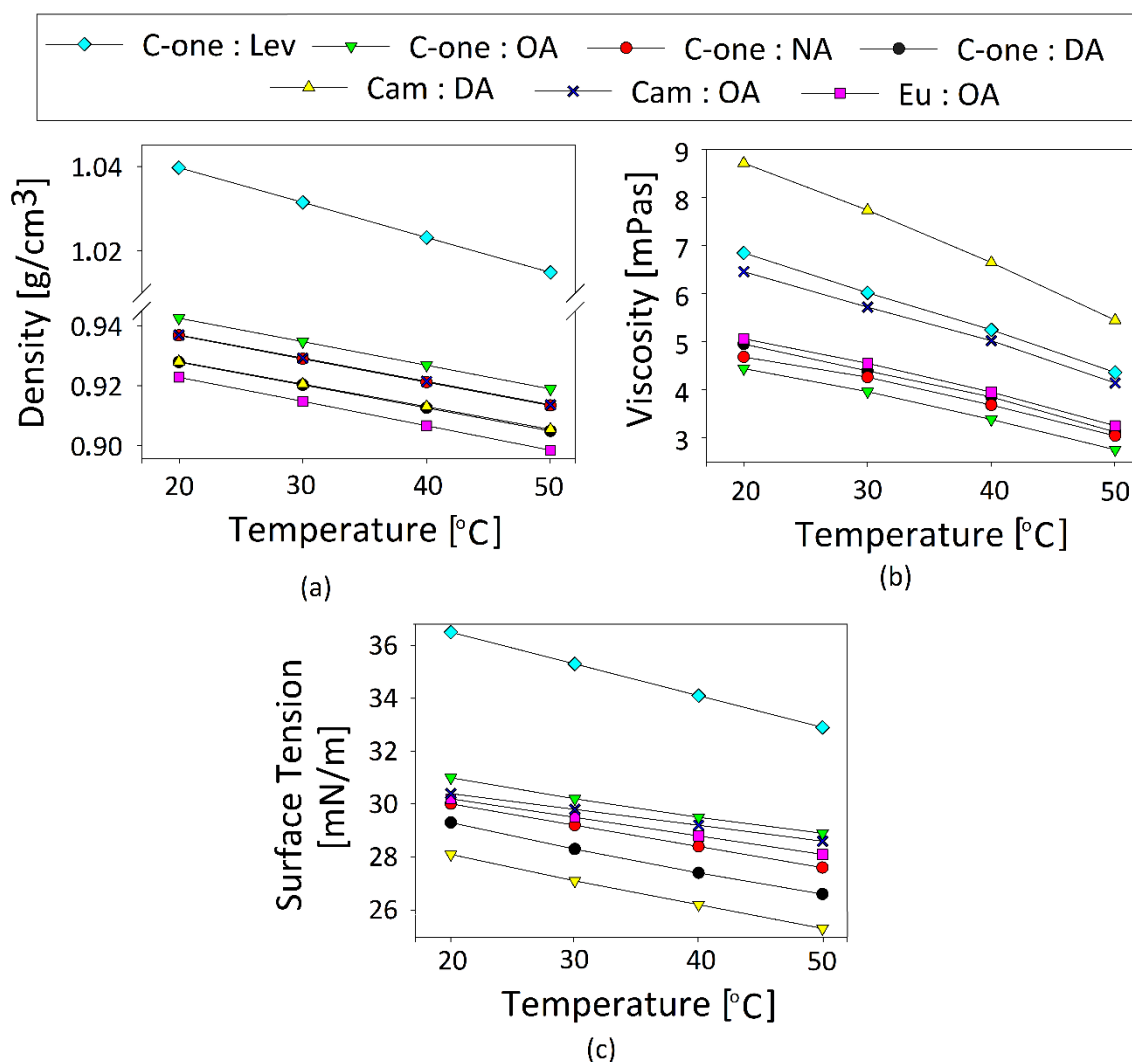 C-one : Lev C-one : OA C-one : NA C-one : DA
Cam : DA Cam : OA Eu : OA
Density [g/cm³]
1.04
1.02
0.94
0.92
0.90
20 30 40 50
Temperature [°C]
(a)
Viscosity [mPas]
9
8
7
6
5
4
3
20 30 40 50
Temperature [°C]
(b)
Surface Tension
[mN/m]
36
34
32
30
28
26
20 30 40 50
Temperature [°C]
(c)